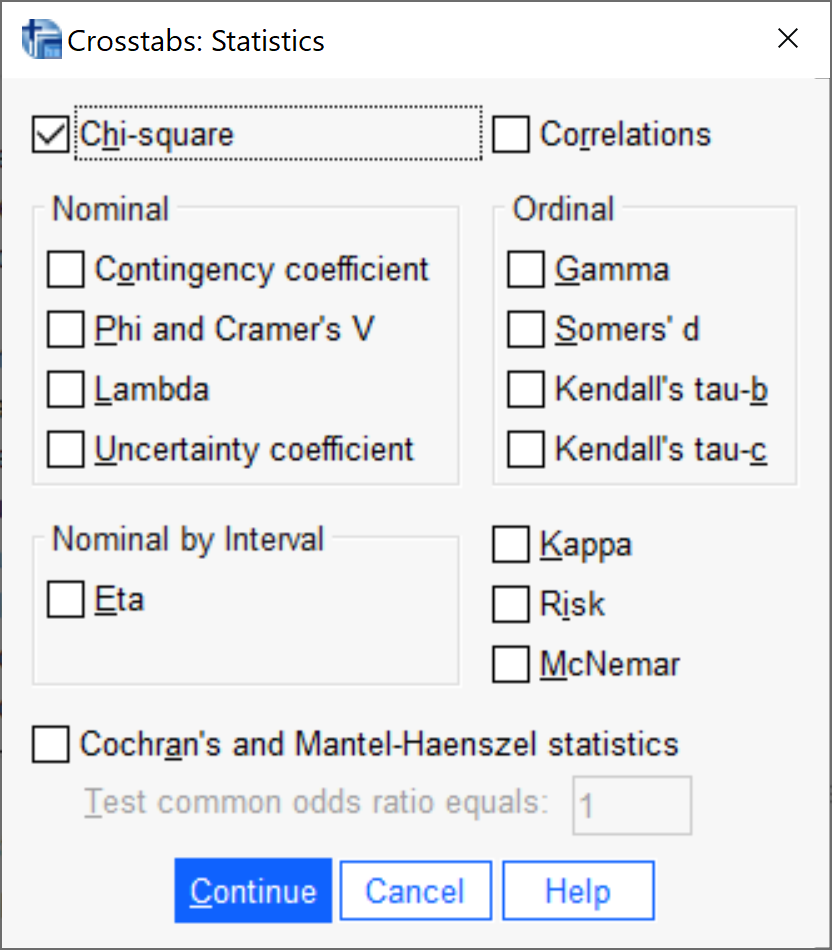 Crosstabs: Statistics
Chi-square
Correlations
Nominal
Contingency coefficient
Phi and Cramer's V
Lambda
Uncertainty coefficient
Ordinal
Gamma
Somers' d
Kendall's tau-b
Kendall's tau-c
Nominal by Interval
Eta
Kappa
Risk
McNemar
Cochran's and Mantel-Haenszel statistics
Test common odds ratio equals: 1
Continue Cancel Help